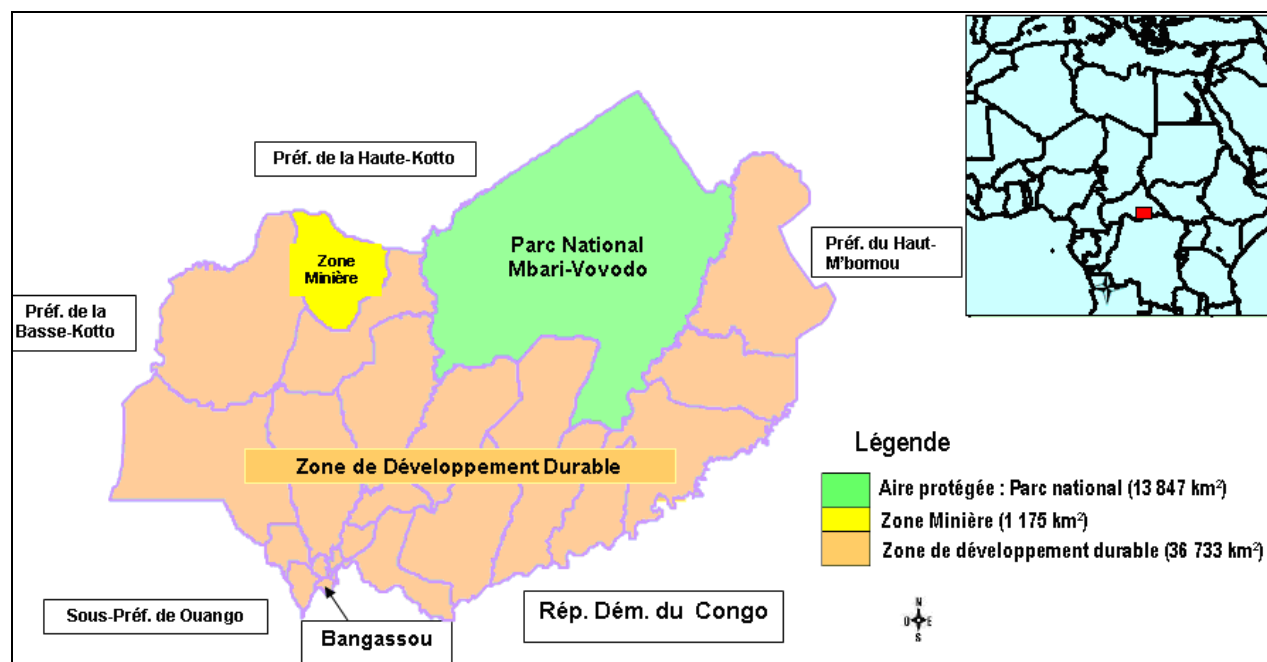 Préf. de la Haute-Kotto
Parc National
Mbari-Vovodo
Préf. du Haut-
M'bomou
Zone
Minière
Préf. de la
Basse-Kotto
Zone de Développement Durable
Légende
Aire protégée : Parc national (13 847 km²)
Zone Minière (1 175 km²)
Zone de développement durable (36 733 km²)
Sous-Préf. de Ouango
Bangassou
Rép. Dém. du Congo
N
O E
S